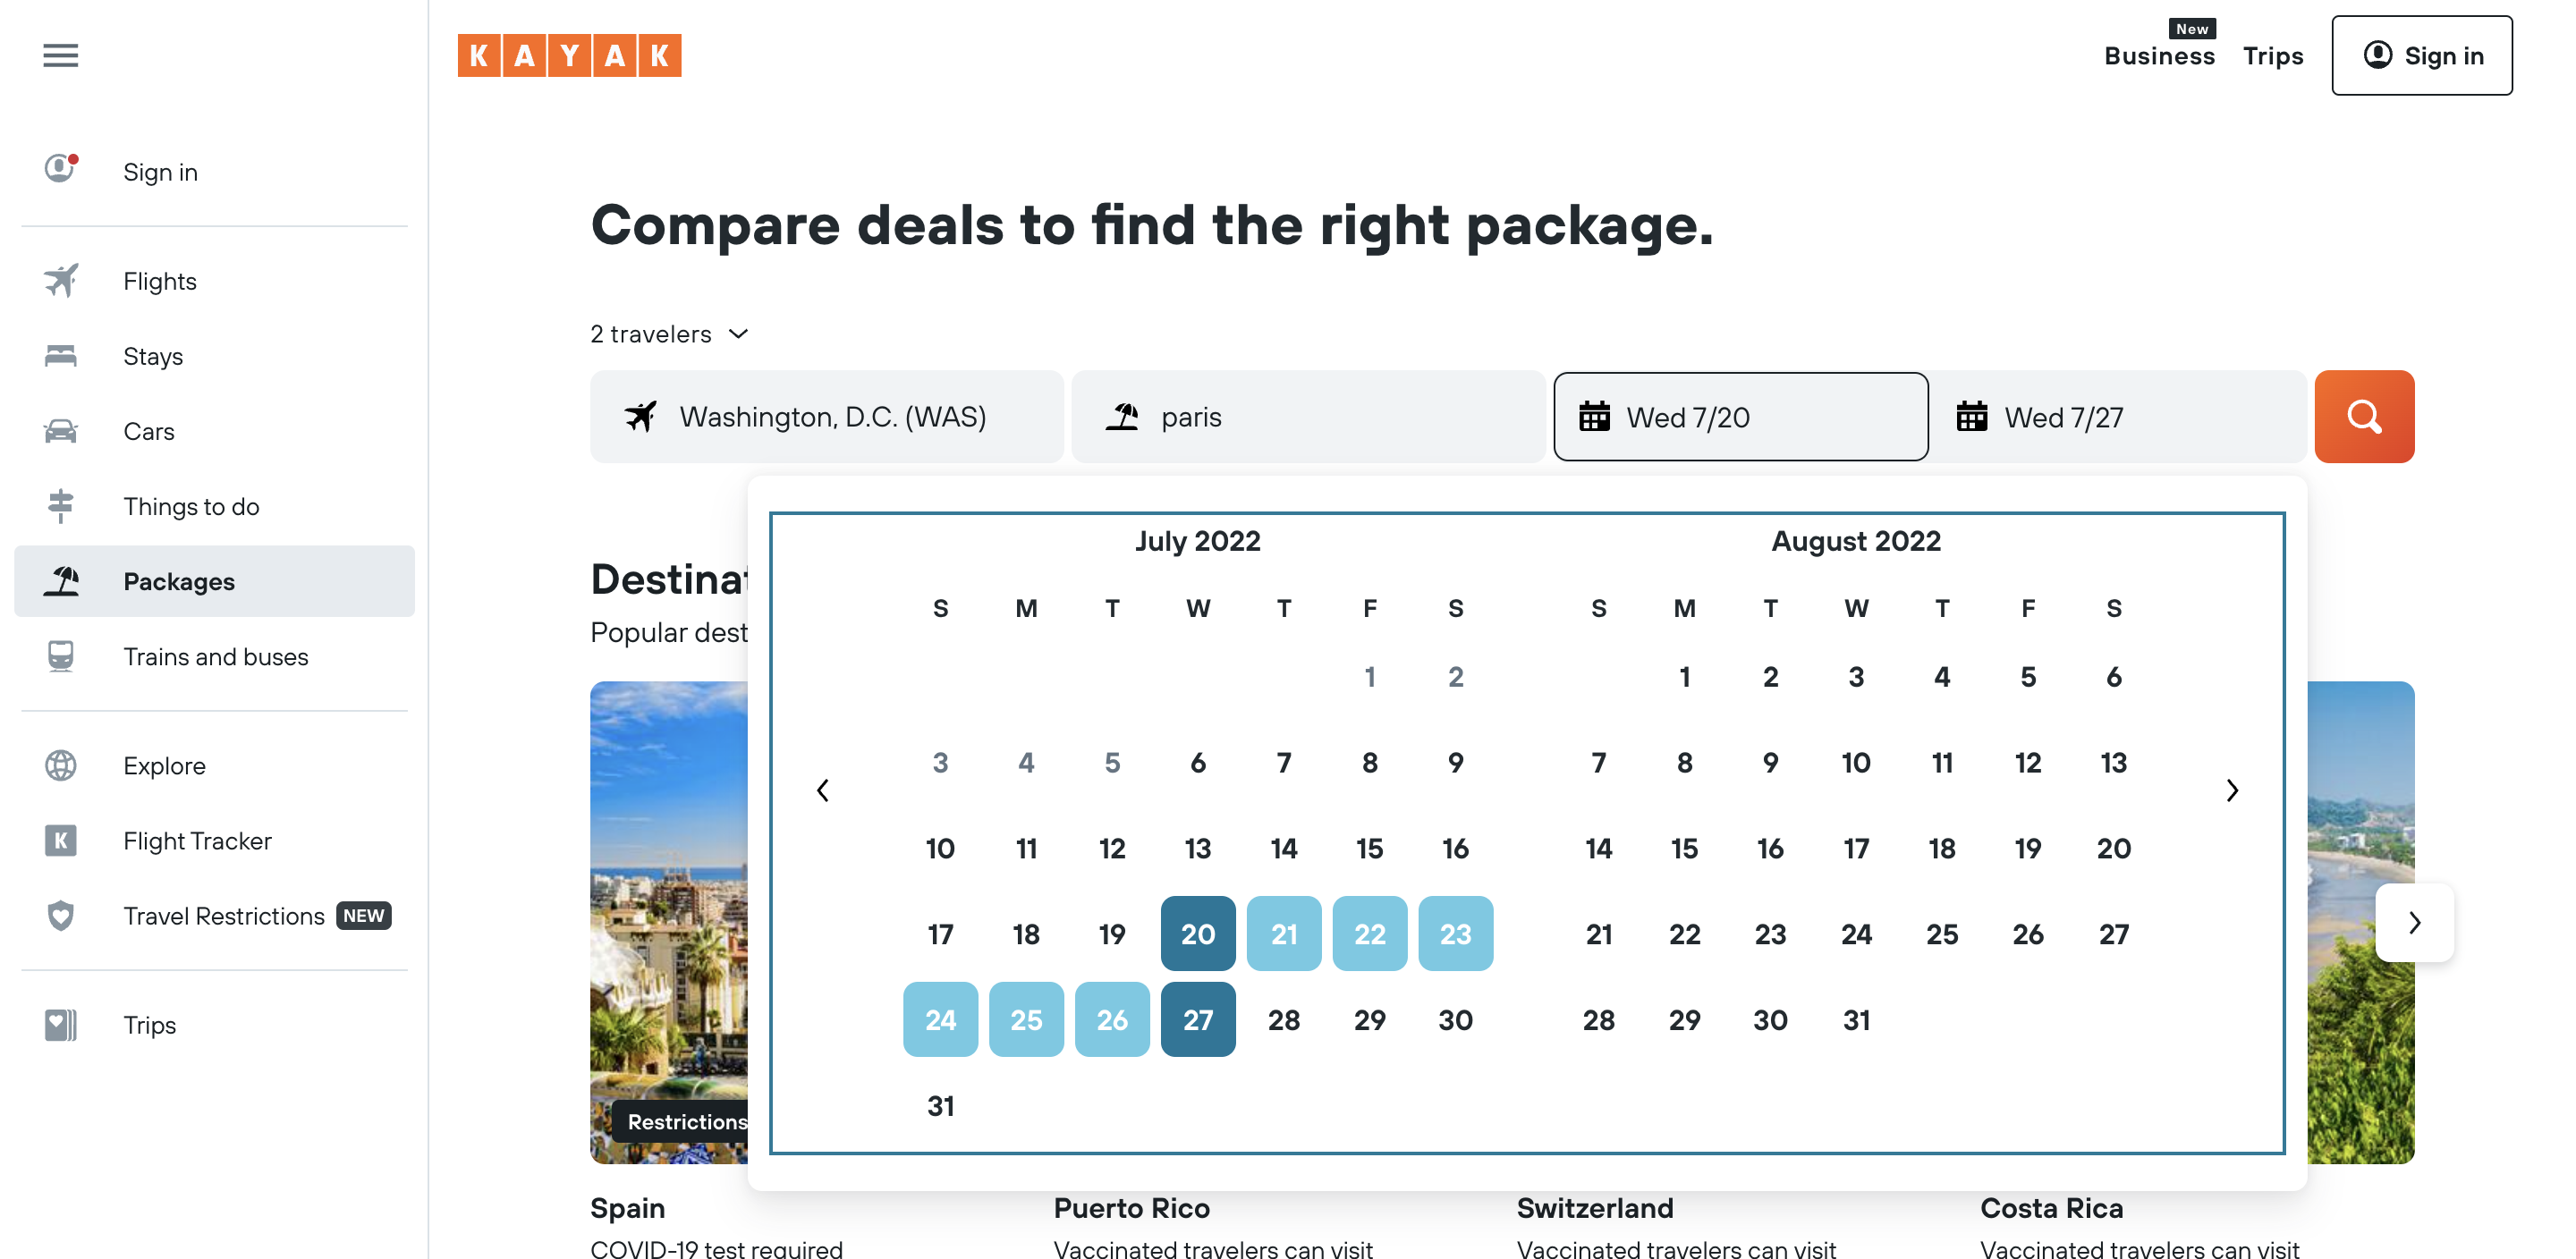 KAYAK
New
Business
Trips
Sign in
Sign in
Flights
Stays
Cars
Things to do
Packages
Trains and buses
Explore
K
Flight Tracker
Travel Restrictions NEW
Trips
Compare deals to find the right package.
2 travelers
Washington, D.C. (WAS)
paris
Wed 7/20
Wed 7/27
Popular dest
July 2022
S M T W T F S
1 2
3 4 5 6 7 8 9
10 11 12 13 14 15 16
17 18 19 20 21 22 23
24 25 26 27 28 29 30
31
August 2022
S M T W T F S
1 2 3 4 5 6
7 8 9 10 11 12 13
14 15 16 17 18 19 20
21 22 23 24 25 26 27
28 29 30 31
Restrictions
Spain
COVID-19 test required
Puerto Rico
Vaccinated travelers can visit
Switzerland
Vaccinated travelers can visit
Costa Rica
Vaccinated travelers can visit